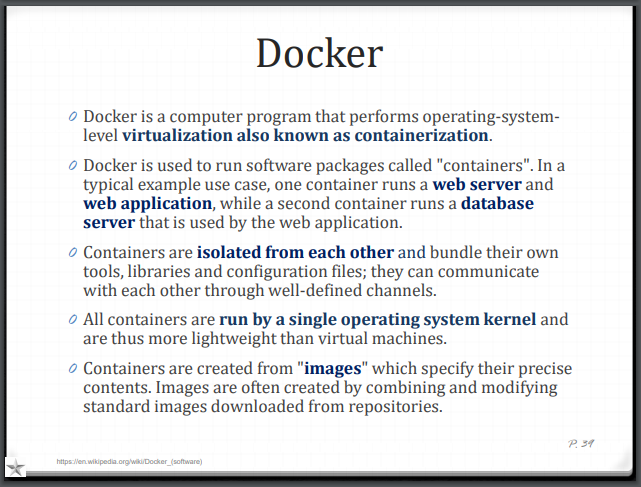 Docker
Docker is a computer program that performs operating-system-
level virtualization also known as containerization.
Docker is used to run software packages called "containers". In a
typical example use case, one container runs a web server and
web application, while a second container runs a database
server that is used by the web application.
Containers are isolated from each other and bundle their own
tools, libraries and configuration files; they can communicate
with each other through well-defined channels.
All containers are run by a single operating system kernel and
are thus more lightweight than virtual machines.
Containers are created from "images" which specify their precise
contents. Images are often created by combining and modifying
standard images downloaded from repositories.
P. 39
https://en.wikipedia.org/wiki/Docker_(software)